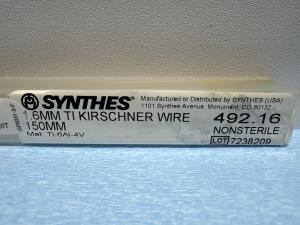 SYNTHES
Manufactured or Distributed by SYNTHES (USA)
1101 Synthes Avenue, Monument, CO 80132
1.6MM TI KIRSCHNER WIRE
150MM
Mat: Ti-6Al-4V
492.16
NONSTERILE
LOT 7238209